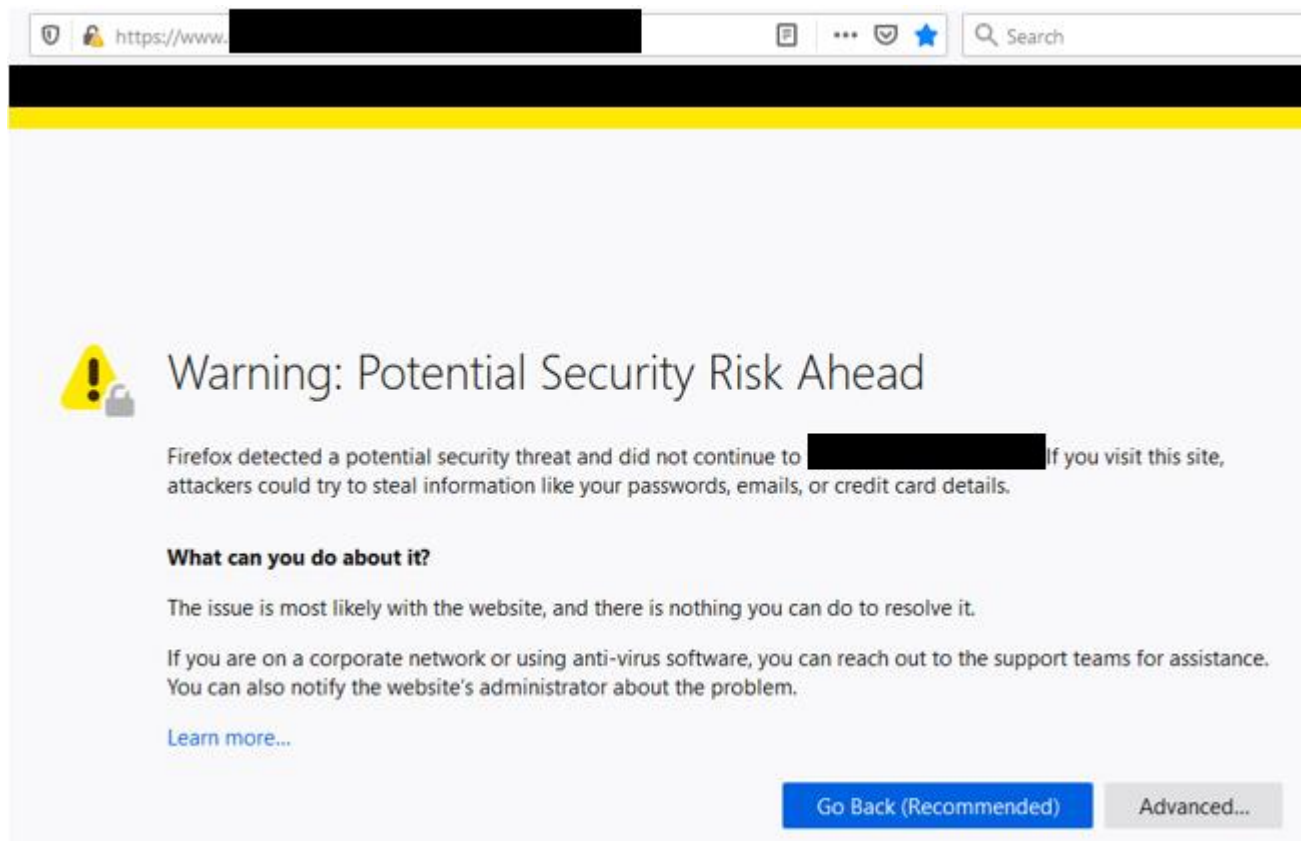 https://www.
Search
Warning: Potential Security Risk Ahead
Firefox detected a potential security threat and did not continue to If you visit this site,
attackers could try to steal information like your passwords, emails, or credit card details.
What can you do about it?
The issue is most likely with the website, and there is nothing you can do to resolve it.
If you are on a corporate network or using anti-virus software, you can reach out to the support teams for assistance.
You can also notify the website's administrator about the problem.
Learn more...
Go Back (Recommended) Advanced...